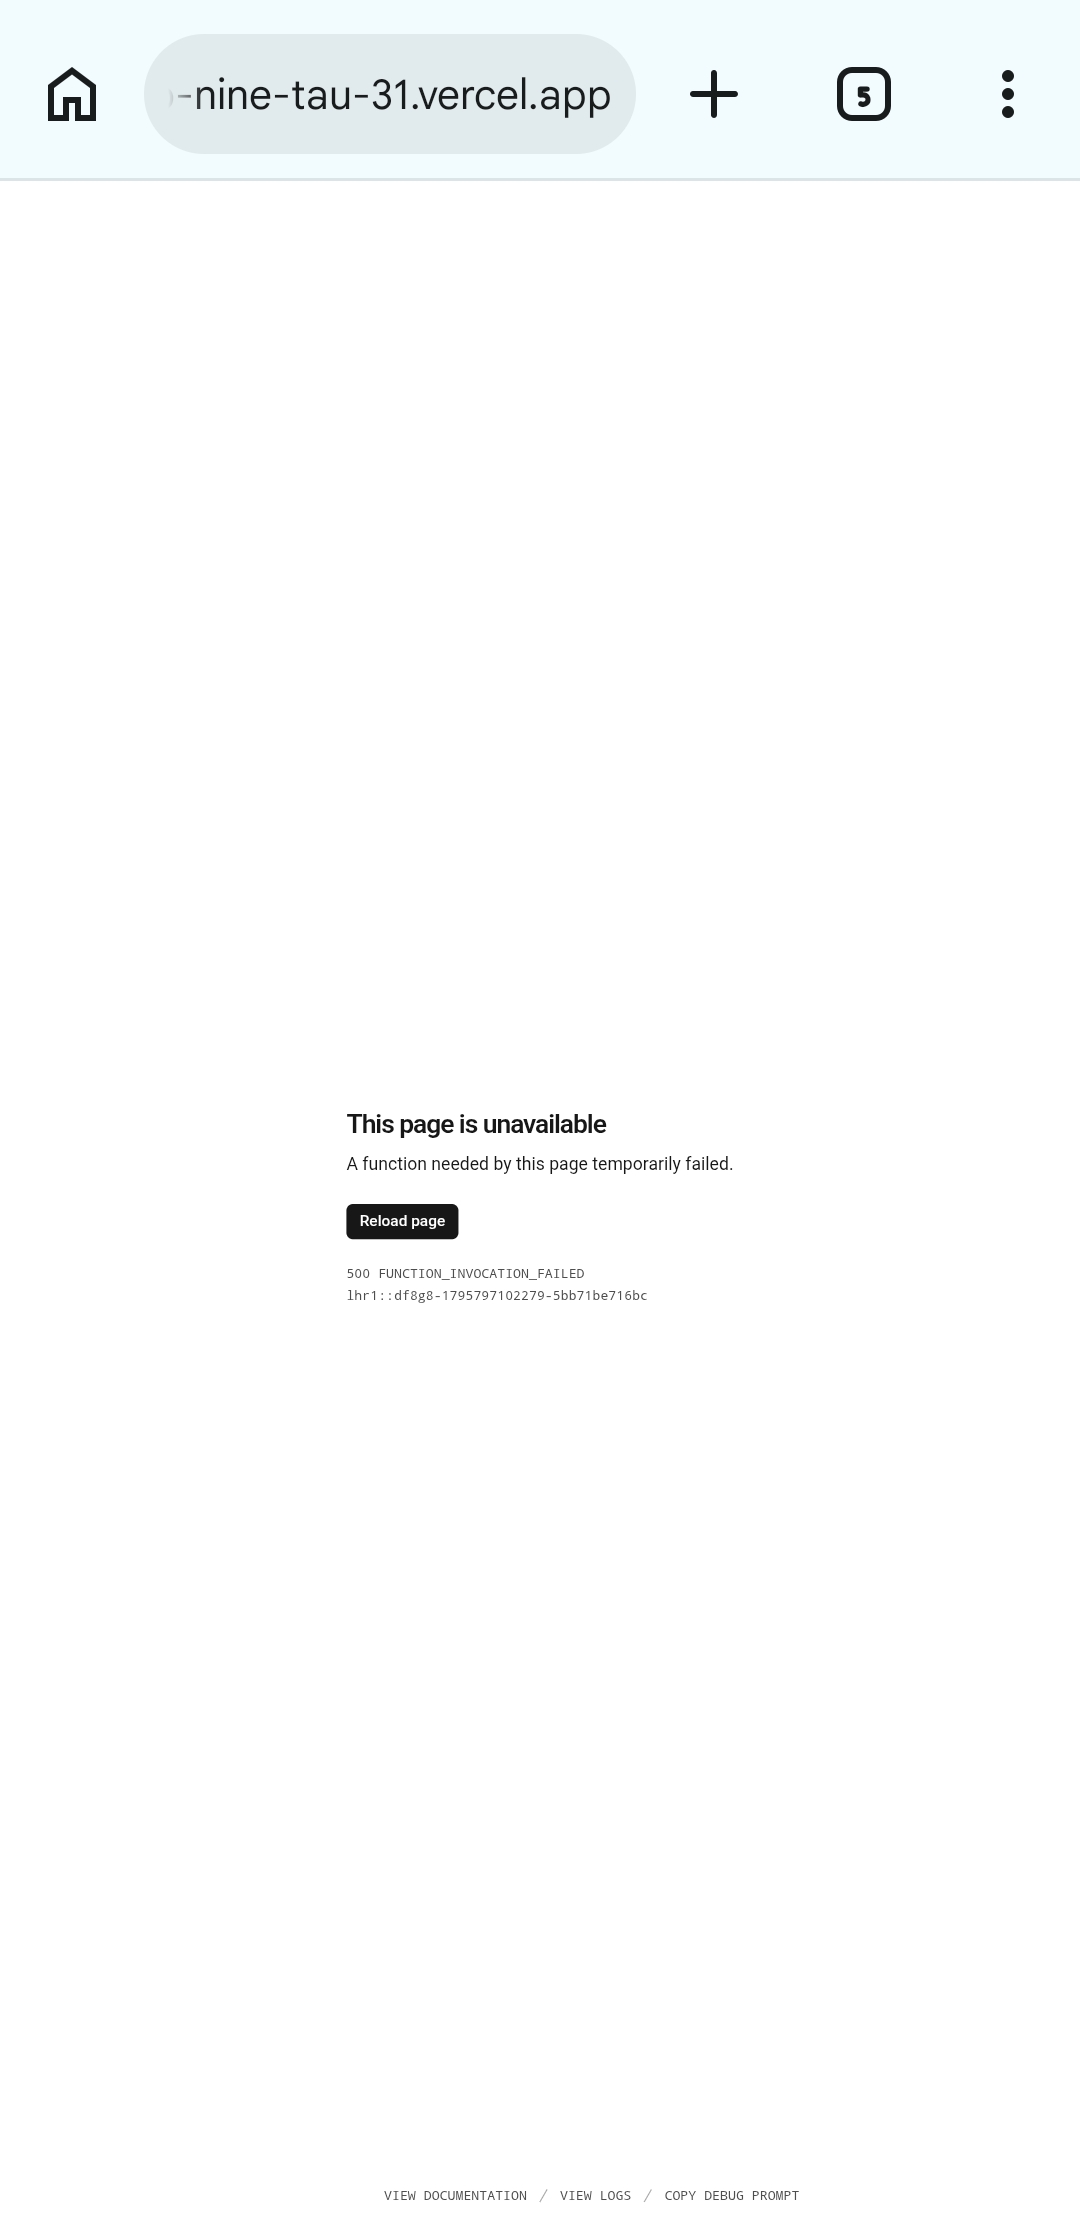 -nine-tau-31.vercel.app
5
This page is unavailable
A function needed by this page temporarily failed.
Reload page
500 FUNCTION_INVOCATION_FAILED
lhr1::df8g8-1795797102279-5bb71be716bc
VIEW DOCUMENTATION / VIEW LOGS / COPY DEBUG PROMPT